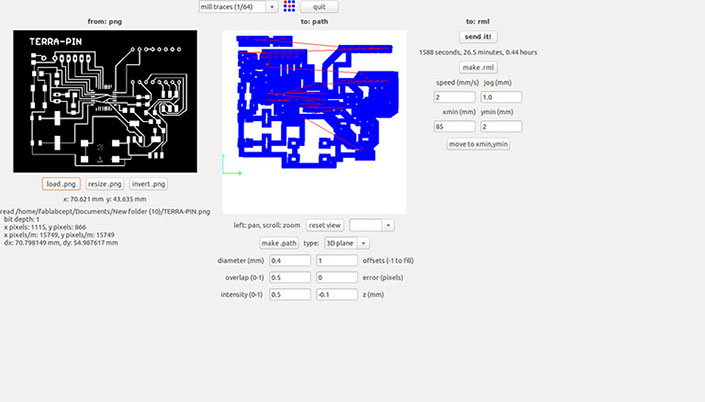 mill traces (1/64)
quit
from: png
to: path
to: rml
TERRA-PIN
send it!
1588 seconds, 26.5 minutes, 0.44 hours
make .rml
speed (mm/s) jog (mm)
2 1.0
xmin (mm) ymin (mm)
85 2
move to xmin,ymin
load .png resize .png invert .png
x: 70.621 mm y: 43.635 mm
read /home/fablabcept/Documents/New folder (10)/TERRA-PIN.png
bit depth: 1
x pixels: 1115, y pixels: 866
x pixels/m: 15749, y pixels/m: 15749
dx: 70.798149 mm, dy: 54.987617 mm
left: pan, scroll: zoom reset view
make .path type: 3D plane
diameter (mm) 0.4 1 offsets (-1 to fill)
overlap (0-1) 0.5 0 error (pixels)
intensity (0-1) 0.5 -0.1 z (mm)